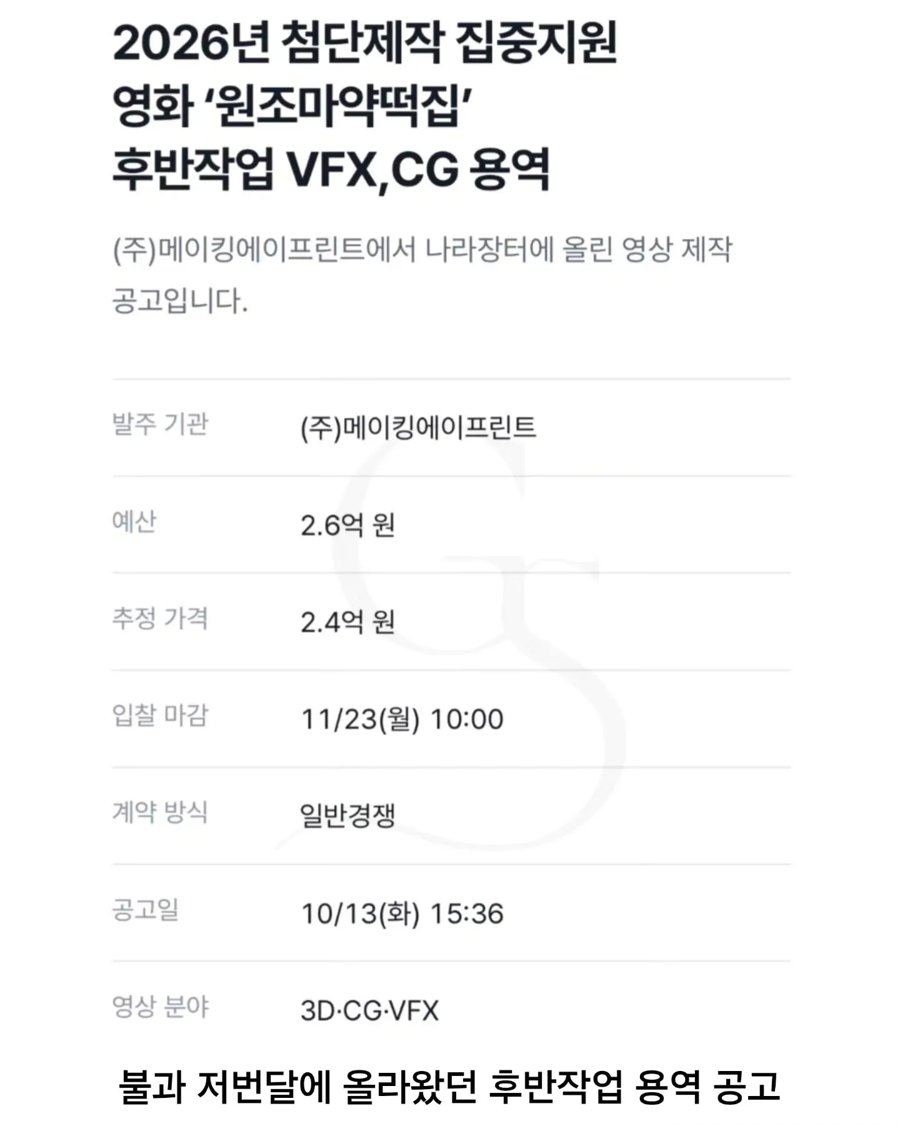 2026년 첨단제작 집중지원
영화 ‘원조마약떡집’
후반작업 VFX,CG 용역
(주)메이킹에이프린트에서 나라장터에 올린 영상 제작
공고입니다.
발주 기관 (주)메이킹에이프린트
예산 2.6억 원
추정 가격 2.4억 원
입찰 마감 11/23(월) 10:00
계약 방식 일반경쟁
공고일 10/13(화) 15:36
영상 분야 3D·CG·VFX
불과 저번달에 올라왔던 후반작업 용역 공고